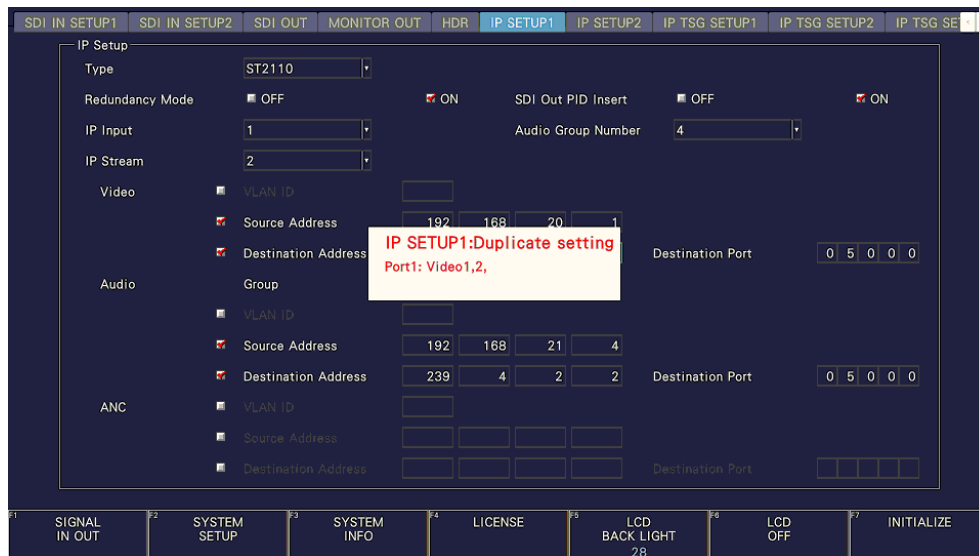 SDI IN SETUP1 SDI IN SETUP2 SDI OUT MONITOR OUT HDR IP SETUP1 IP SETUP2 IP TSG SETUP1 IP TSG SETUP2 IP TSG SE
IP Setup
Type ST2110
Redundancy Mode OFF ON SDI Out PID Insert OFF ON
IP Input 1 Audio Group Number 4
IP Stream 2
Video VLAN ID
Source Address 192 168 20 1
Destination Address Destination Port 0 5 0 0 0
IP SETUP1:Duplicate setting
Port1: Video1,2,
Audio Group
VLAN ID
Source Address 192 168 21 4
Destination Address 239 4 2 2 Destination Port 0 5 0 0 0
ANC VLAN ID
Source Address
Destination Address Destination Port
F1 SIGNAL IN OUT F2 SYSTEM SETUP F3 SYSTEM INFO F4 LICENSE F5 LCD BACK LIGHT 28 F6 LCD OFF F7 INITIALIZE